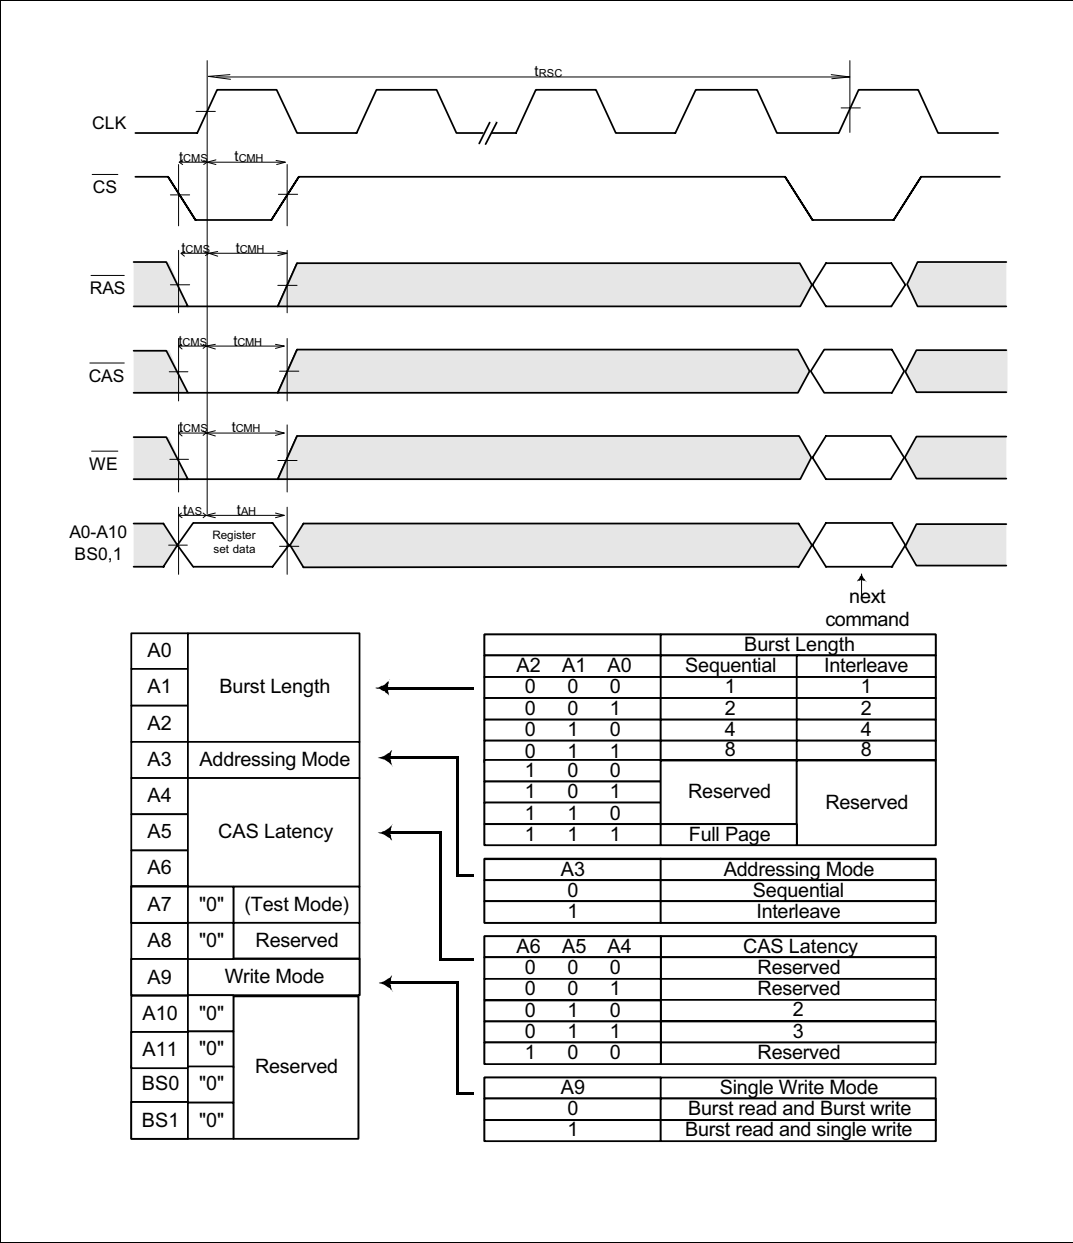 tRSC
CLK
tCMS tCMH
CS
tCMS tCMH
RAS
tCMS tCMH
CAS
tCMS tCMH
WE
tAS tAH
A0-A10
BS0,1
Register
set data
next
command
A0
A1 Burst Length
A2
A3 Addressing Mode
A4
A5 CAS Latency
A6
A7 "0" (Test Mode)
A8 "0" Reserved
A9 Write Mode
A10 "0"
A11 "0"
Reserved
BS0 "0"
BS1 "0"
Burst Length
A2 A1 A0 Sequential Interleave
0 0 0 1 1
0 0 1 2 2
0 1 0 4 4
0 1 1 8 8
1 0 0
1 0 1 Reserved Reserved
1 1 0
1 1 1 Full Page
A3 Addressing Mode
0 Sequential
1 Interleave
A6 A5 A4 CAS Latency
0 0 0 Reserved
0 0 1 Reserved
0 1 0 2
0 1 1 3
1 0 0 Reserved
A9 Single Write Mode
0 Burst read and Burst write
1 Burst read and single write